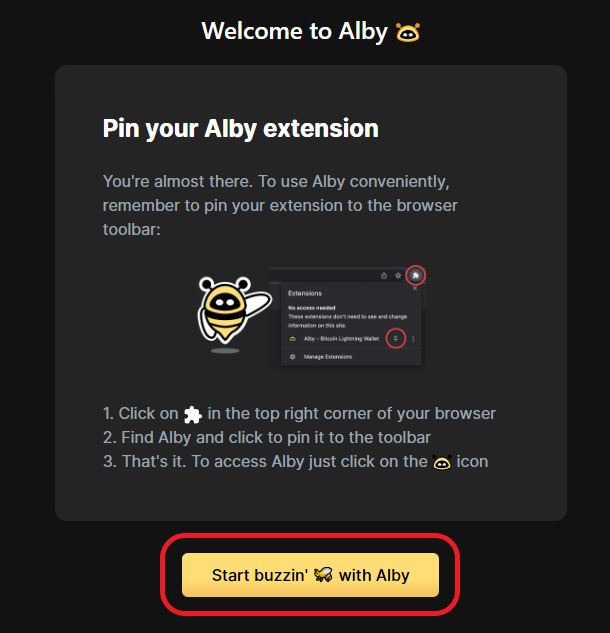 Welcome to Alby
Pin your Alby extension
You're almost there. To use Alby conveniently,
remember to pin your extension to the browser
toolbar:
Extensions
No access needed
These extensions don't need to see and change
information on this site.
Alby - Bitcoin Lightning Wallet
Manage Extensions
1. Click on in the top right corner of your browser
2. Find Alby and click to pin it to the toolbar
3. That's it. To access Alby just click on the icon
Start buzzin' with Alby